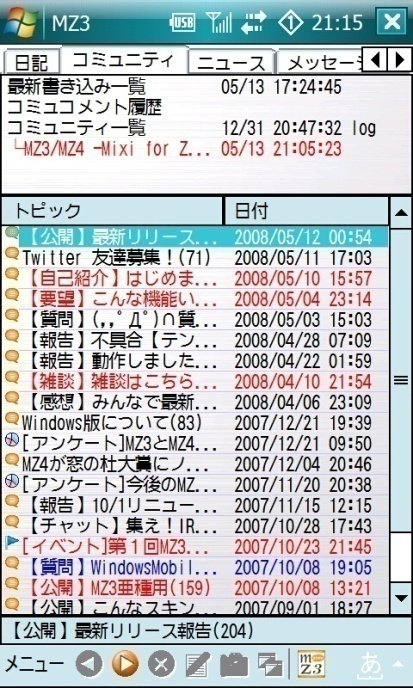 MZ3 USB 21:15
日記 コミュニティ ニュース メッセージ
最新書き込み一覧 05/13 17:24:45
コミュコメント履歴
コミュニティ一覧 12/31 20:47:32 log
└MZ3/MZ4 -Mixi for Z... 05/13 21:05:23
トピック 日付
【公開】最新リリース... 2008/05/12 00:54
Twitter 友達募集！(71) 2008/05/11 17:03
【自己紹介】はじめま... 2008/05/10 15:57
【要望】こんな機能い... 2008/05/04 23:14
【質問】(,,ﾟДﾟ)∩質... 2008/05/03 15:03
【報告】不具合【テン... 2008/04/28 07:09
【報告】動作しました... 2008/04/22 01:59
【雑談】雑談はこちら... 2008/04/10 21:54
【感想】みんなで最新... 2008/04/06 23:09
Windows版について(83) 2007/12/21 19:39
[アンケート]MZ3とMZ4... 2007/12/21 09:50
MZ4が窓の杜大賞にノ... 2007/12/04 20:46
[アンケート]今後のMZ... 2007/11/20 20:38
【報告】10/1リニュー... 2007/11/15 12:15
【チャット】集え！IR... 2007/10/28 17:43
[イベント]第１回MZ3... 2007/10/23 21:45
【質問】WindowsMobil... 2007/10/08 19:05
【公開】MZ3亜種用(159) 2007/10/08 13:21
【公開】こんなスキン... 2007/09/01 18:27
【公開】最新リリース報告(204)
メニュー m z3 あ